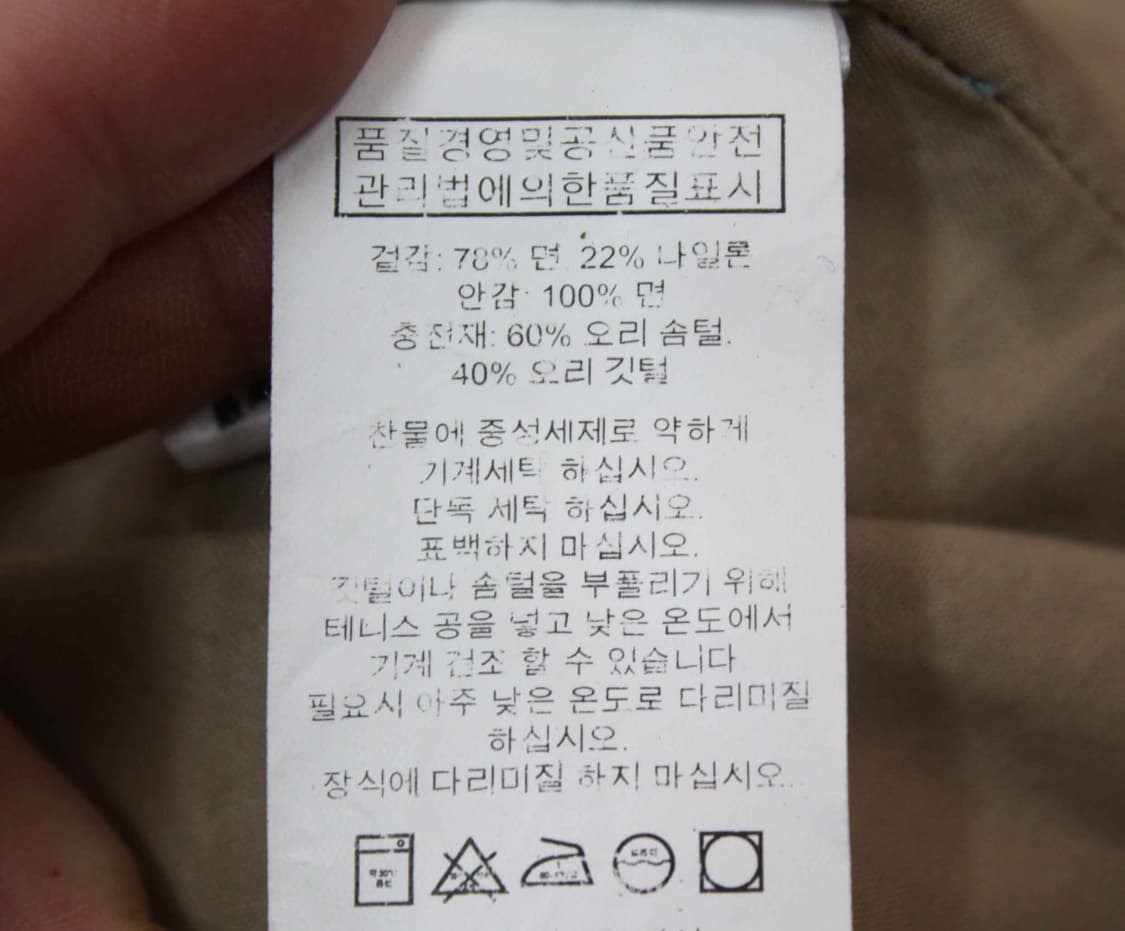 품질경영및공산품안전
관리법에의한품질표시
겉감: 78% 면, 22% 나일론
안감: 100% 면
충전재: 60% 오리 솜털.
40% 오리 깃털
찬물에 중성세제로 약하게
기계세탁 하십시오.
단독 세탁 하십시오.
표백하지 마십시오.
깃털이나 솜털을 부풀리기 위해
테니스 공을 넣고 낮은 온도에서
기계 건조 할 수 있습니다
필요시 아주 낮은 온도로 다리미질
하십시오.
장식에 다리미질 하지 마십시오.
약 30℃
중성